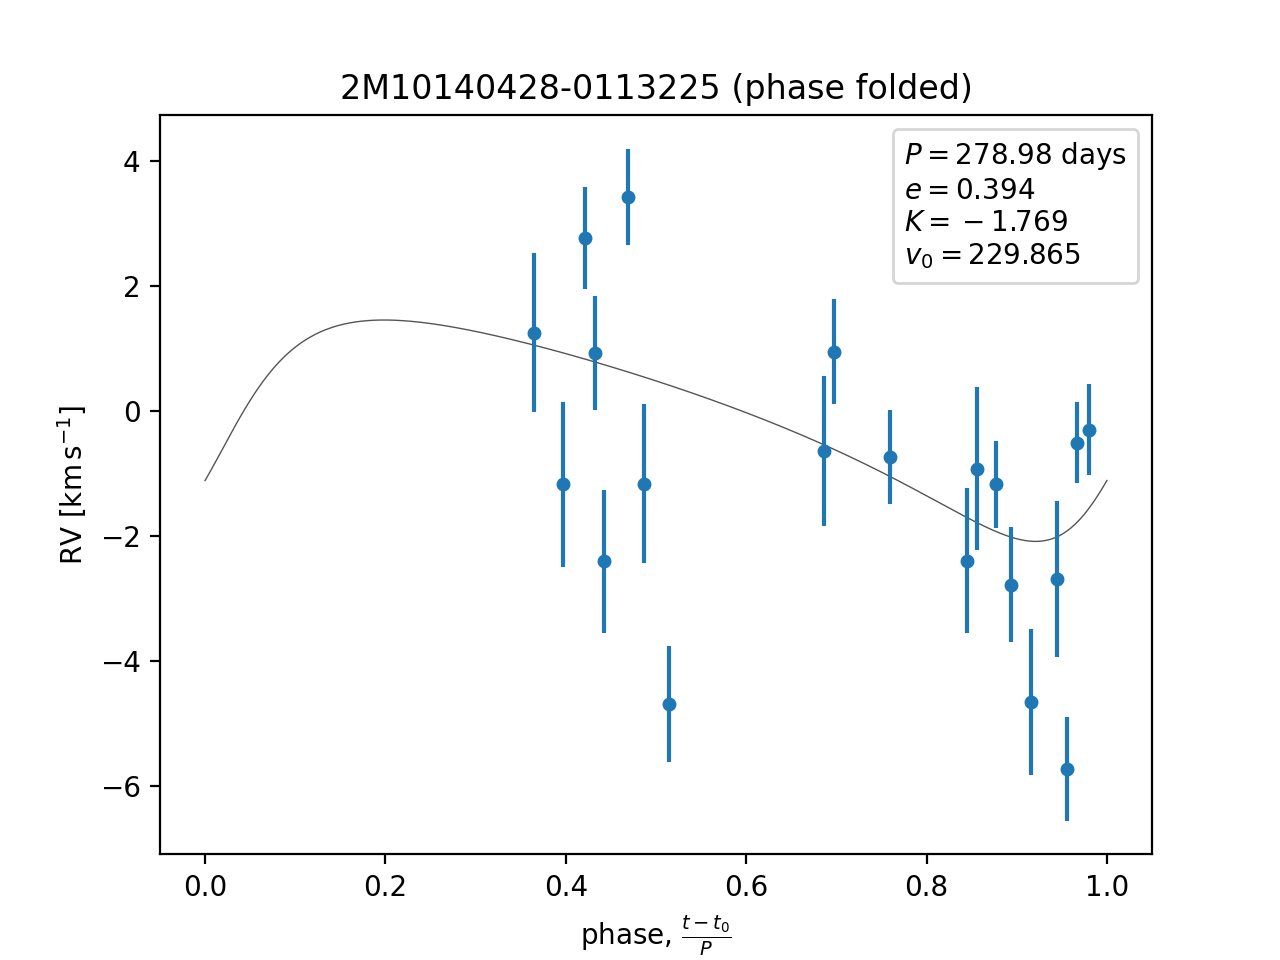 2M10140428-0113225 (phase folded)
P = 278.98 days
e = 0.394
K = −1.769
v₀ = 229.865
RV [km s⁻¹]
4
2
0
−2
−4
−6
0.0 0.2 0.4 0.6 0.8 1.0
phase, (t − t₀)/P